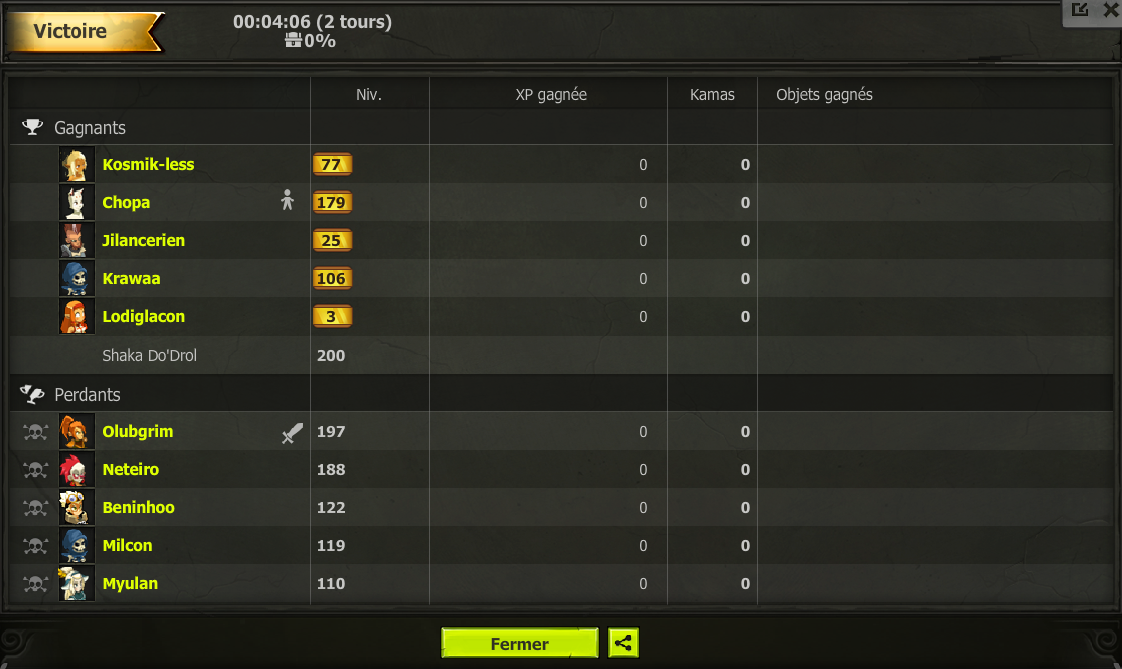 Victoire
00:04:06 (2 tours)
0%
Niv. XP gagnée Kamas Objets gagnés
Gagnants
Kosmik-less 77 0 0
Chopa 179 0 0
Jilancerien 25 0 0
Krawaa 106 0 0
Lodiglacon 3 0 0
Shaka Do'Drol 200
Perdants
Olubgrim 197 0 0
Neteiro 188 0 0
Beninhoo 122 0 0
Milcon 119 0 0
Myulan 110 0 0
Fermer